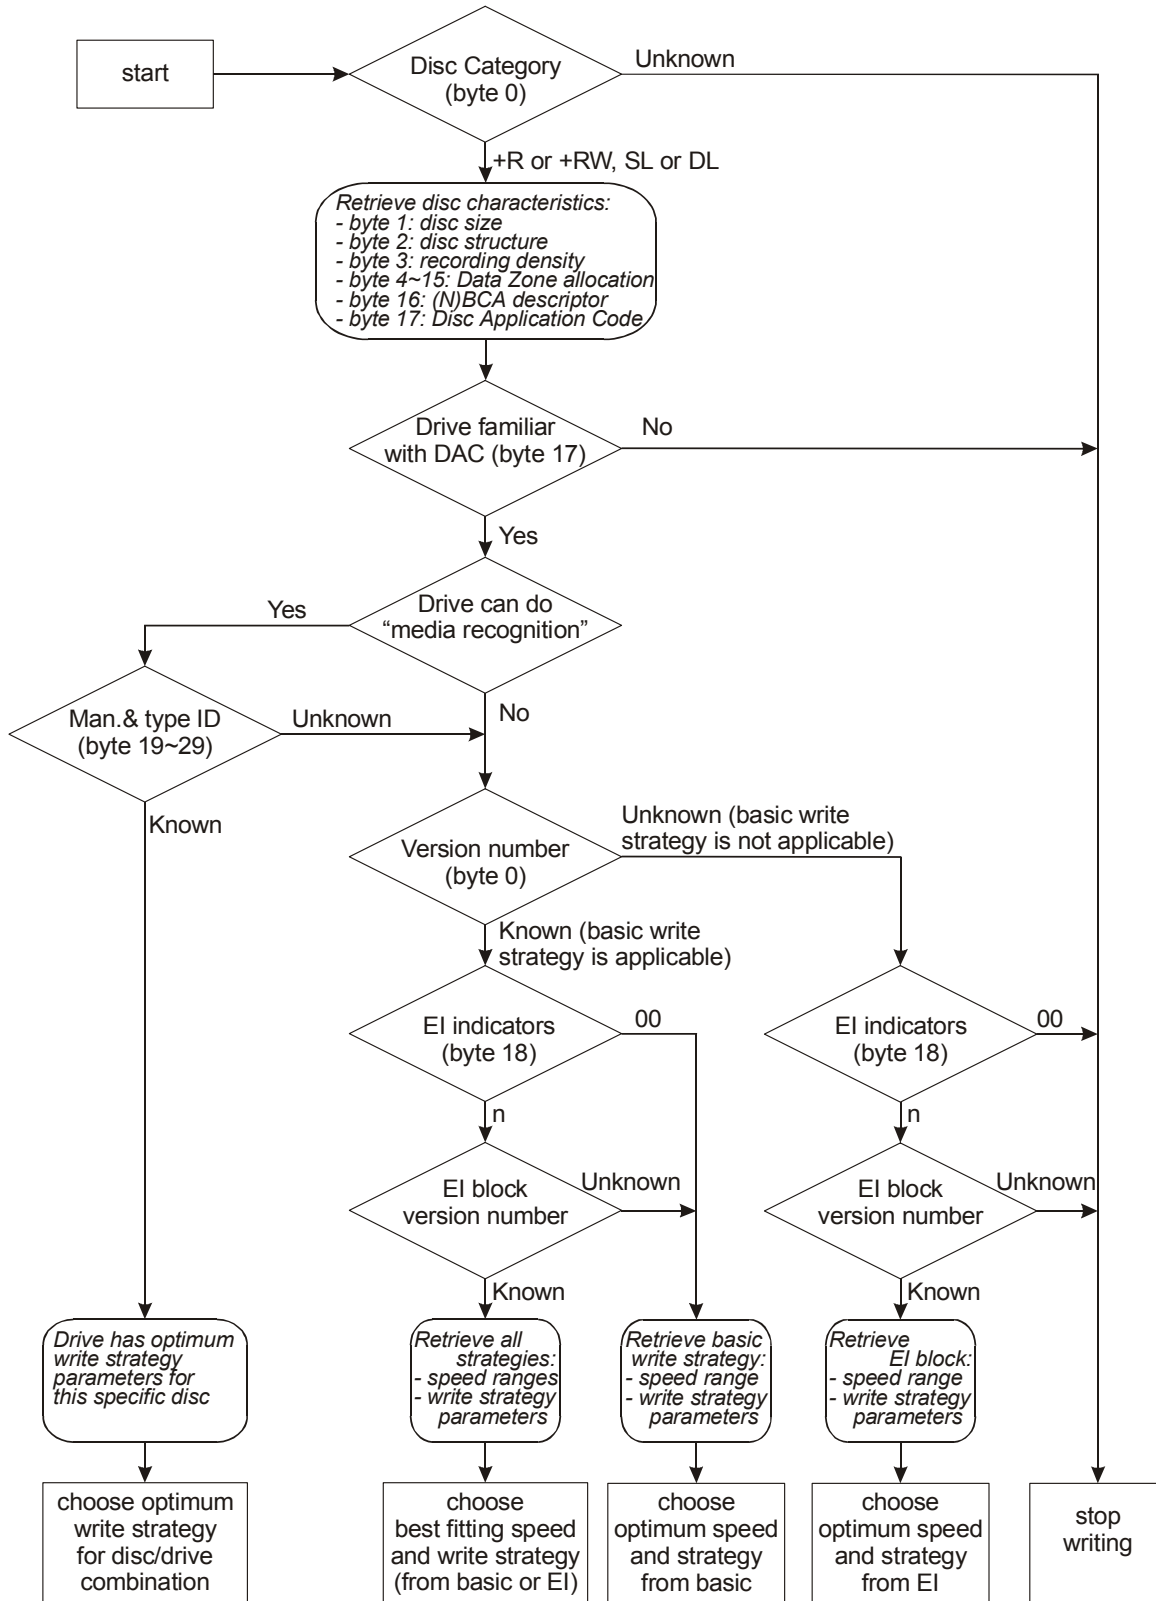 start
Disc Category
(byte 0)
Unknown
+R or +RW, SL or DL
Retrieve disc characteristics:
- byte 1: disc size
- byte 2: disc structure
- byte 3: recording density
- byte 4~15: Data Zone allocation
- byte 16: (N)BCA descriptor
- byte 17: Disc Application Code
Drive familiar
with DAC (byte 17)
No
Yes
Drive can do
“media recognition”
Yes
No
Man.& type ID
(byte 19~29)
Unknown
Known
Version number
(byte 0)
Unknown (basic write
strategy is not applicable)
Known (basic write
strategy is applicable)
EI indicators
(byte 18)
00
n
EI indicators
(byte 18)
00
n
EI block
version number
Unknown
Known
EI block
version number
Unknown
Known
Drive has optimum
write strategy
parameters for
this specific disc
Retrieve all
strategies:
- speed ranges
- write strategy
parameters
Retrieve basic
write strategy:
- speed range
- write strategy
parameters
Retrieve
EI block:
- speed range
- write strategy
parameters
choose optimum
write strategy
for disc/drive
combination
choose
best fitting speed
and write strategy
(from basic or EI)
choose
optimum speed
and strategy
from basic
choose
optimum speed
and strategy
from EI
stop
writing